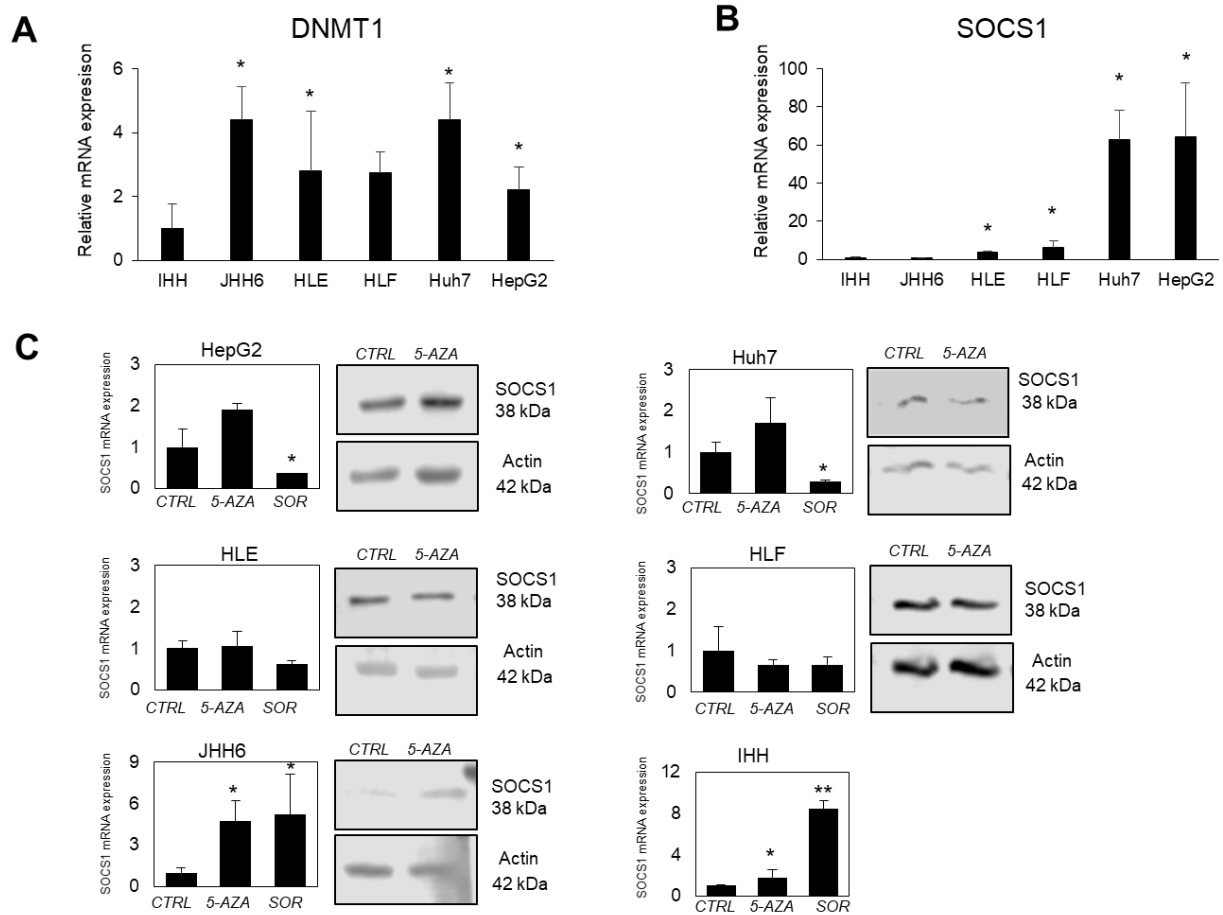 A
DNMT1
Relative mRNA expresison
6
4
2
0
* * * *
IHH JHH6 HLE HLF Huh7 HepG2
B
SOCS1
Relative mRNA expresison
100
80
60
40
20
0
* * * *
IHH JHH6 HLE HLF Huh7 HepG2
C
HepG2
SOCS1 mRNA expression
3
2
1
0
*
CTRL 5-AZA SOR
CTRL 5-AZA
SOCS1
38 kDa
Actin
42 kDa
Huh7
SOCS1 mRNA expression
3
2
1
0
*
CTRL 5-AZA SOR
CTRL 5-AZA
SOCS1
38 kDa
Actin
42 kDa
HLE
SOCS1 mRNA expression
3
2
1
0
CTRL 5-AZA SOR
CTRL 5-AZA
SOCS1
38 kDa
Actin
42 kDa
HLF
SOCS1 mRNA expression
3
2
1
0
CTRL 5-AZA SOR
CTRL 5-AZA
SOCS1
38 kDa
Actin
42 kDa
JHH6
SOCS1 mRNA expression
9
6
3
0
* *
CTRL 5-AZA SOR
CTRL 5-AZA
SOCS1
38 kDa
Actin
42 kDa
IHH
SOCS1 mRNA expression
12
8
4
0
* **
CTRL 5-AZA SOR